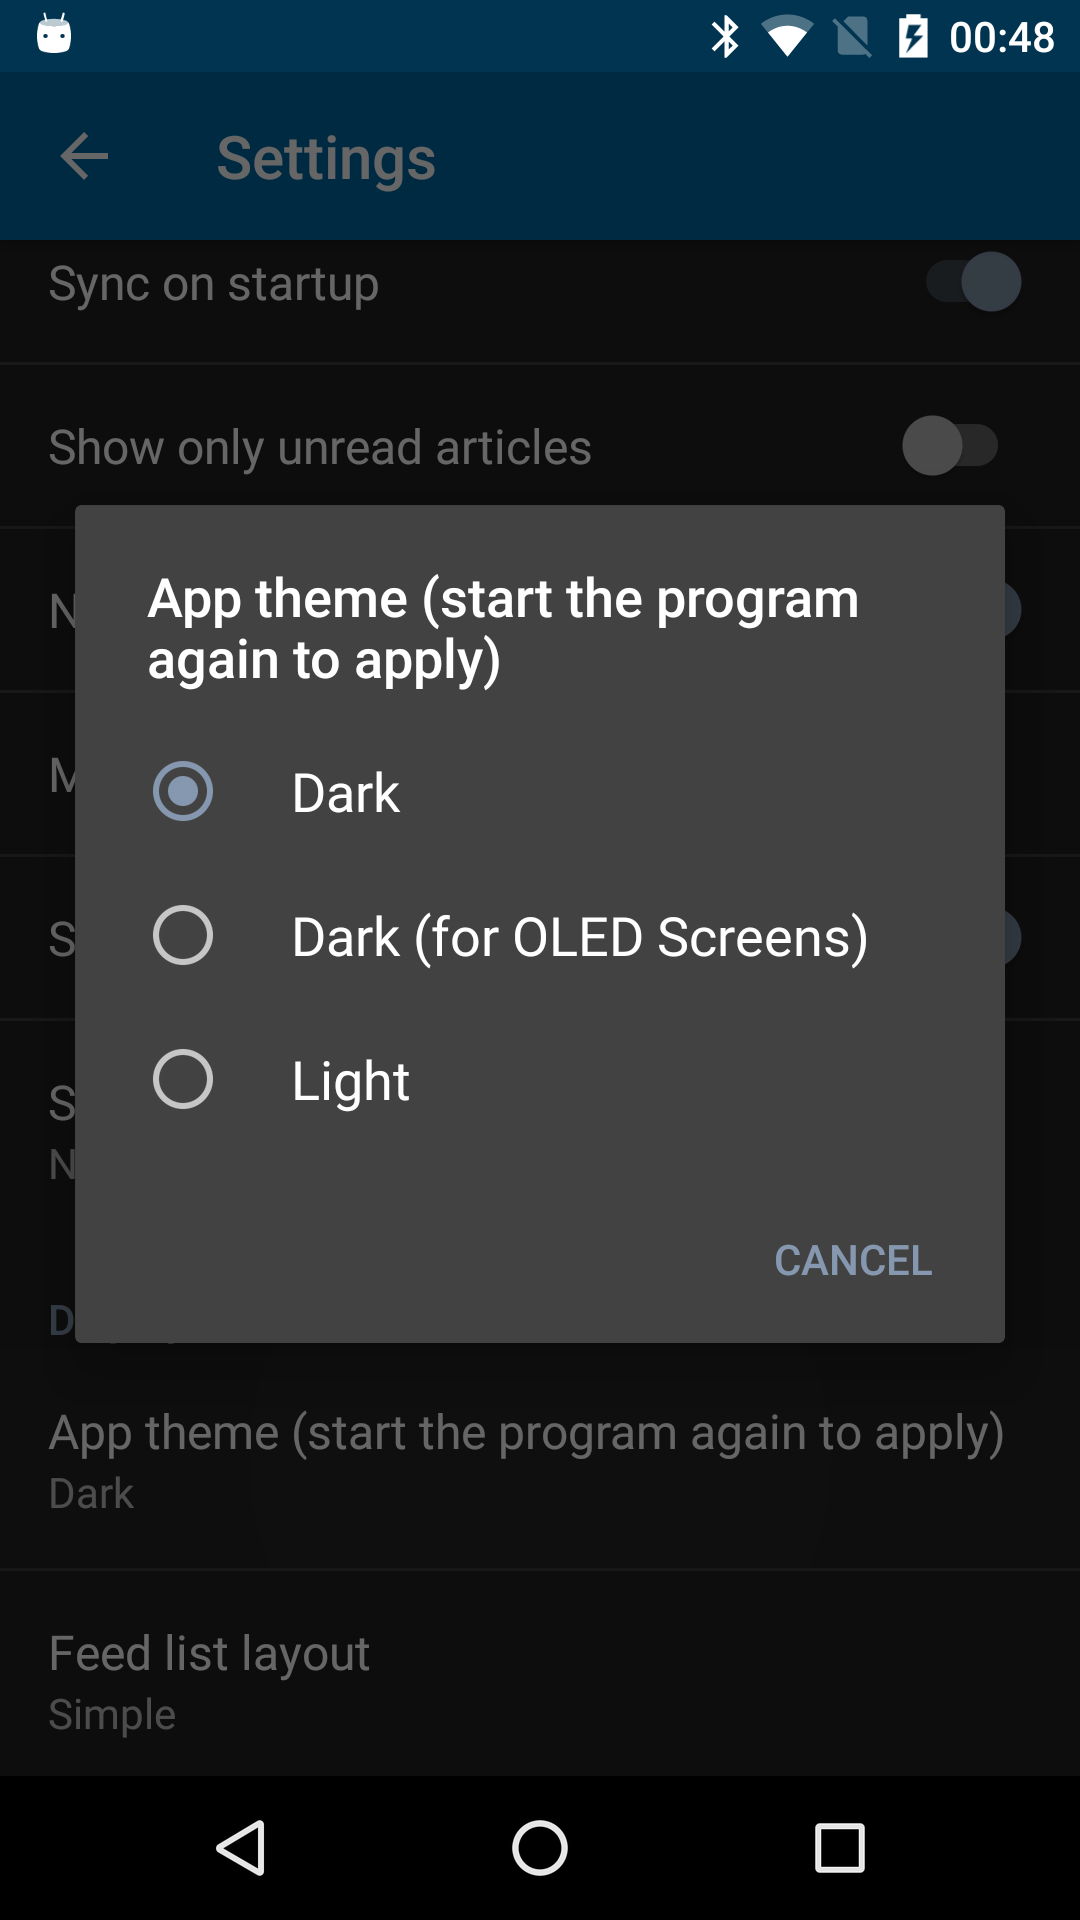 00:48
Settings
Sync on startup
Show only unread articles
App theme (start the program
again to apply)
Dark
Dark (for OLED Screens)
Light
CANCEL
App theme (start the program again to apply)
Dark
Feed list layout
Simple